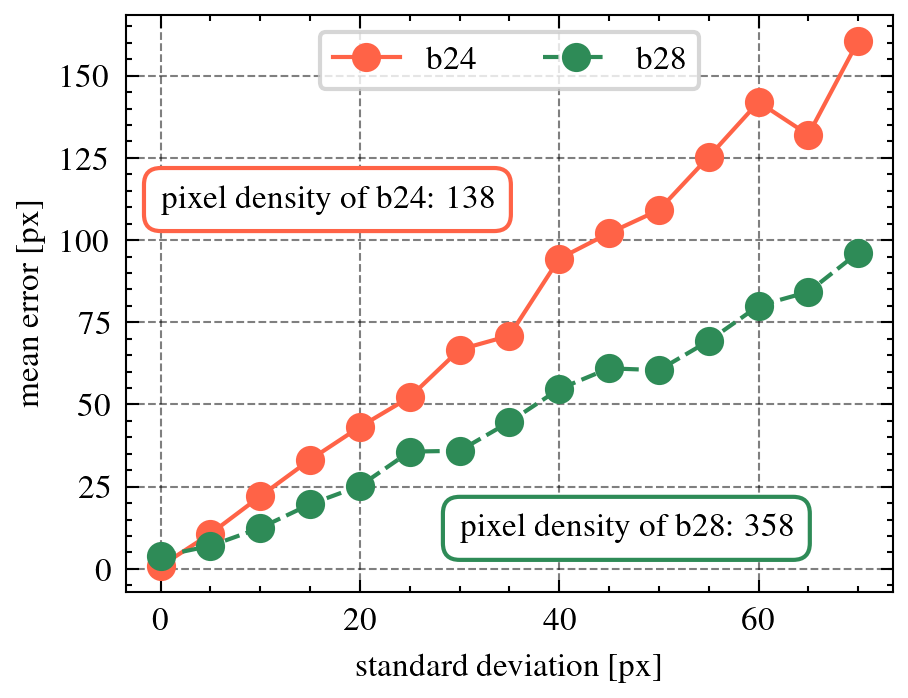 b24 b28
150
125
pixel density of b24: 138
100
75
50
25
pixel density of b28: 358
0
mean error [px]
0 20 40 60
standard deviation [px]